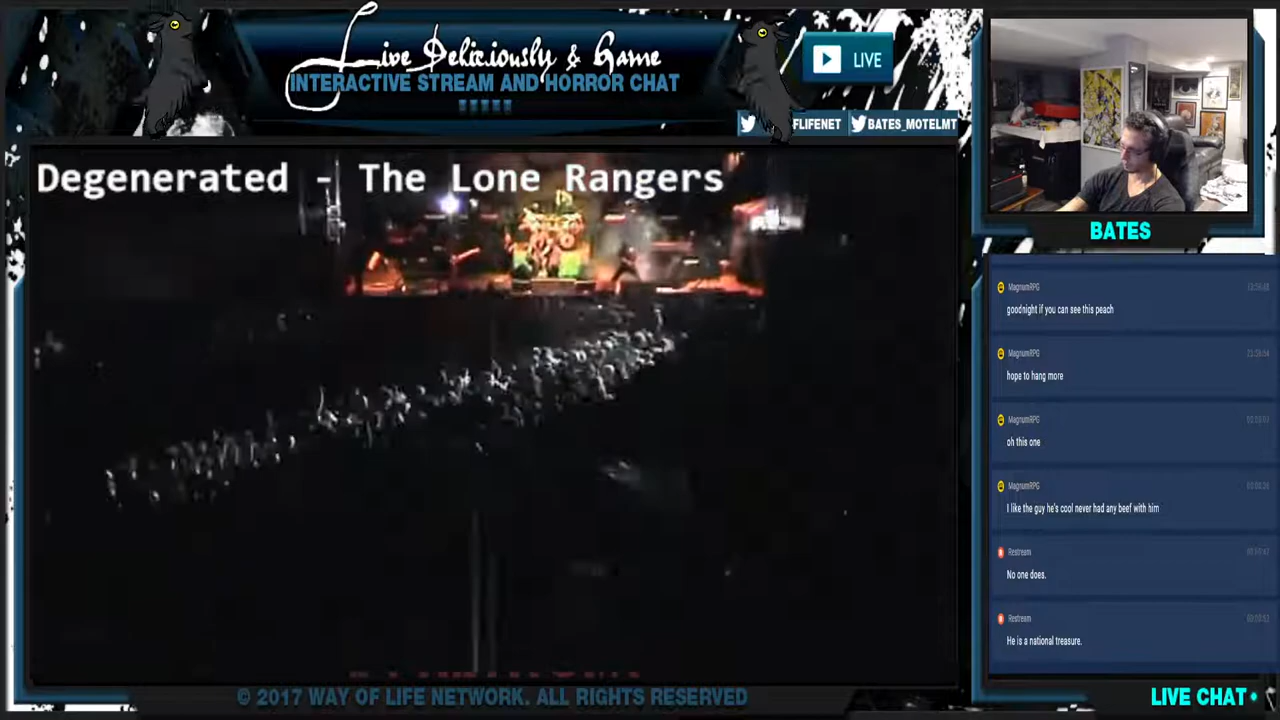 Live Deliciously & Game
INTERACTIVE STREAM AND HORROR CHAT
LIVE
FLIFENET
BATES_MOTELMT
Degenerated - The Lone Rangers
BATES
MagnumRPG
goodnight if you can see this peach
MagnumRPG
hope to hang more
MagnumRPG
oh this one
MagnumRPG
I like the guy he's cool never had any beef with him
Restream
No one does.
Restream
He is a national treasure.
© 2017 WAY OF LIFE NETWORK. ALL RIGHTS RESERVED
LIVE CHAT